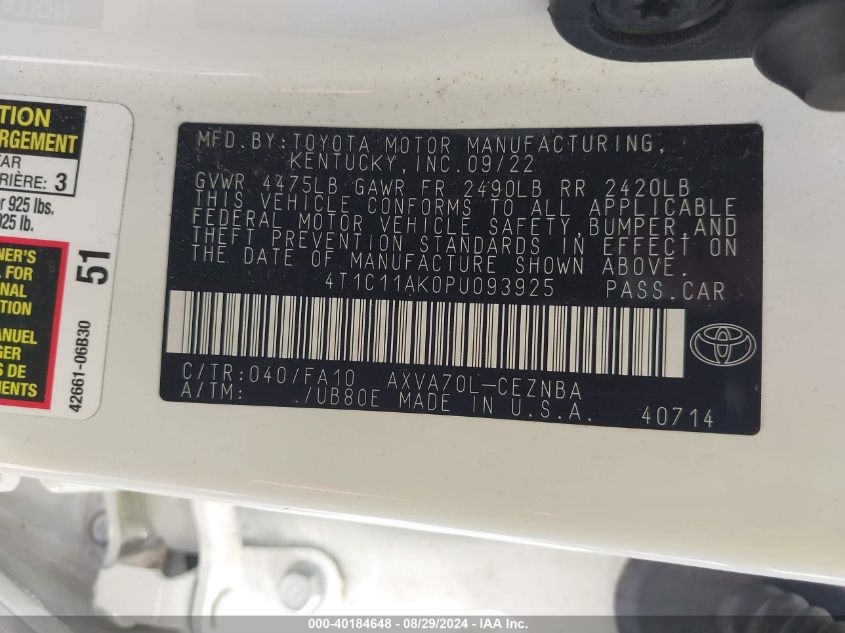 TION
RGEMENT
AR
RIÈRE: 3
925 lbs.
925 lb.
NER'S
L FOR
ONAL
TION
ANUEL
GER
S DE
MENTS
51
42661-06B30
MFD.BY:TOYOTA MOTOR MANUFACTURING,
KENTUCKY,INC.09/22
GVWR 4475LB GAWR FR 2490LB RR 2420LB
THIS VEHICLE CONFORMS TO ALL APPLICABLE
FEDERAL MOTOR VEHICLE SAFETY,BUMPER,AND
THEFT PREVENTION STANDARDS IN EFFECT ON
THE DATE OF MANUFACTURE SHOWN ABOVE.
4T1C11AK0PU093925 PASS.CAR
C/TR:040/FA10 AXVA70L-CEZNBA
A/TM: /UB80E MADE IN U.S.A. 40714
000-40184648 - 08/29/2024 - IAAI Inc.